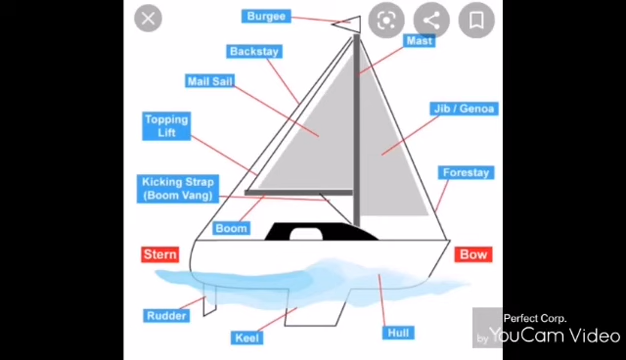 Burgee
Mast
Backstay
Mail Sail
Jib / Genoa
Topping
Lift
Forestay
Kicking Strap
(Boom Vang)
Boom
Stern
Bow
Rudder
Keel
Hull
Perfect Corp.
by YouCam Video